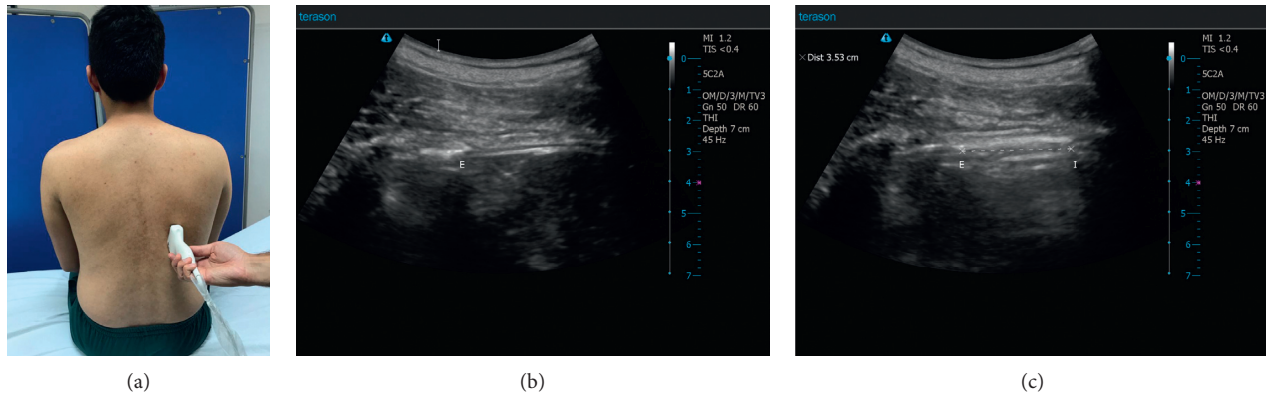 terason
MI 1.2
TIS <0.4
5C2A
OM/D/3/M/TV3
Gn 50 DR 60
THI
Depth 7 cm
45 Hz
0
1
2
3
4
5
6
7
E
terason
× Dist 3.53 cm
MI 1.2
TIS <0.4
5C2A
OM/D/3/M/TV3
Gn 50 DR 60
THI
Depth 7 cm
45 Hz
0
1
2
3
4
5
6
7
E
I
(a)
(b)
(c)